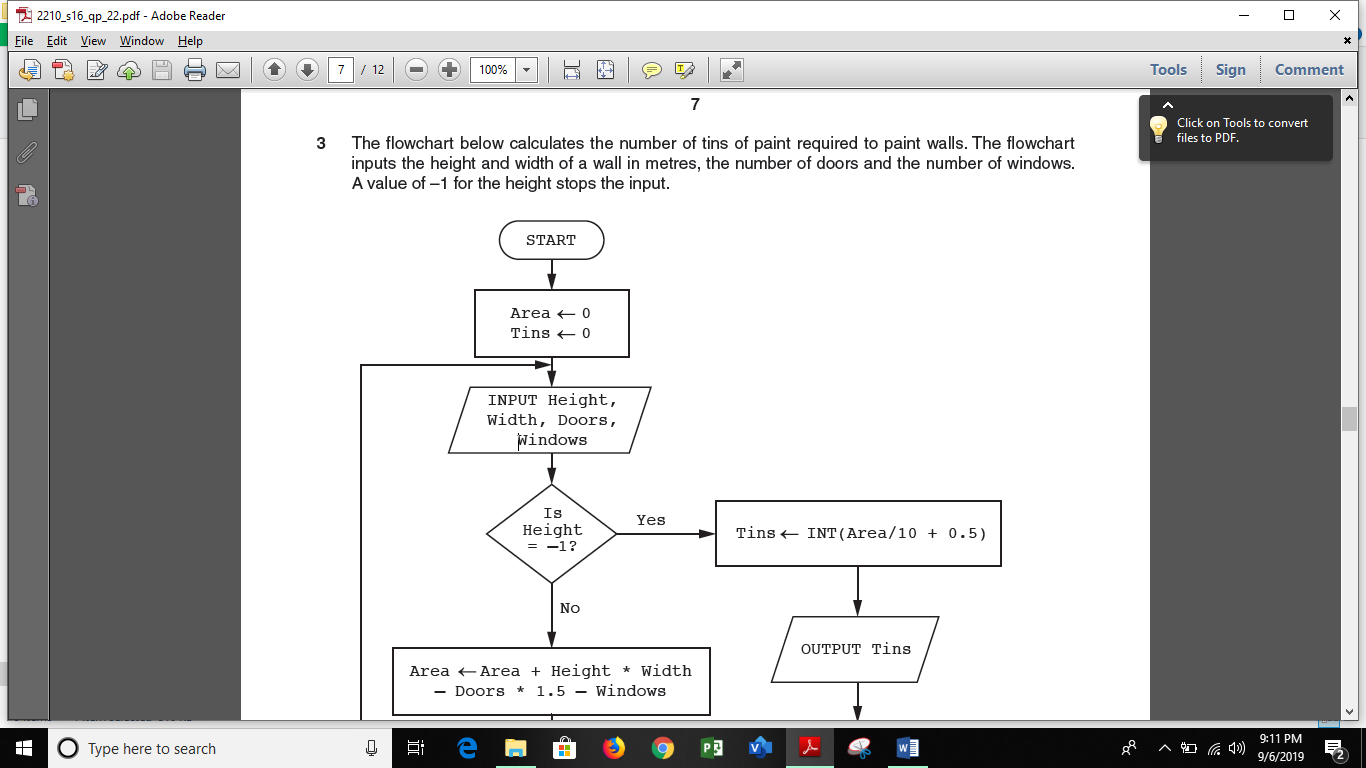 2210_s16_qp_22.pdf - Adobe Reader
File Edit View Window Help
7 / 12 100% Tools Sign Comment
Click on Tools to convert
files to PDF.
7
3 The flowchart below calculates the number of tins of paint required to paint walls. The flowchart
inputs the height and width of a wall in metres, the number of doors and the number of windows.
A value of –1 for the height stops the input.
START
Area ← 0
Tins ← 0
INPUT Height,
Width, Doors,
Windows
Is
Height
= –1?
Yes
Tins ← INT(Area/10 + 0.5)
No
OUTPUT Tins
Area ← Area + Height * Width
– Doors * 1.5 – Windows
Type here to search
9:11 PM
9/6/2019
2